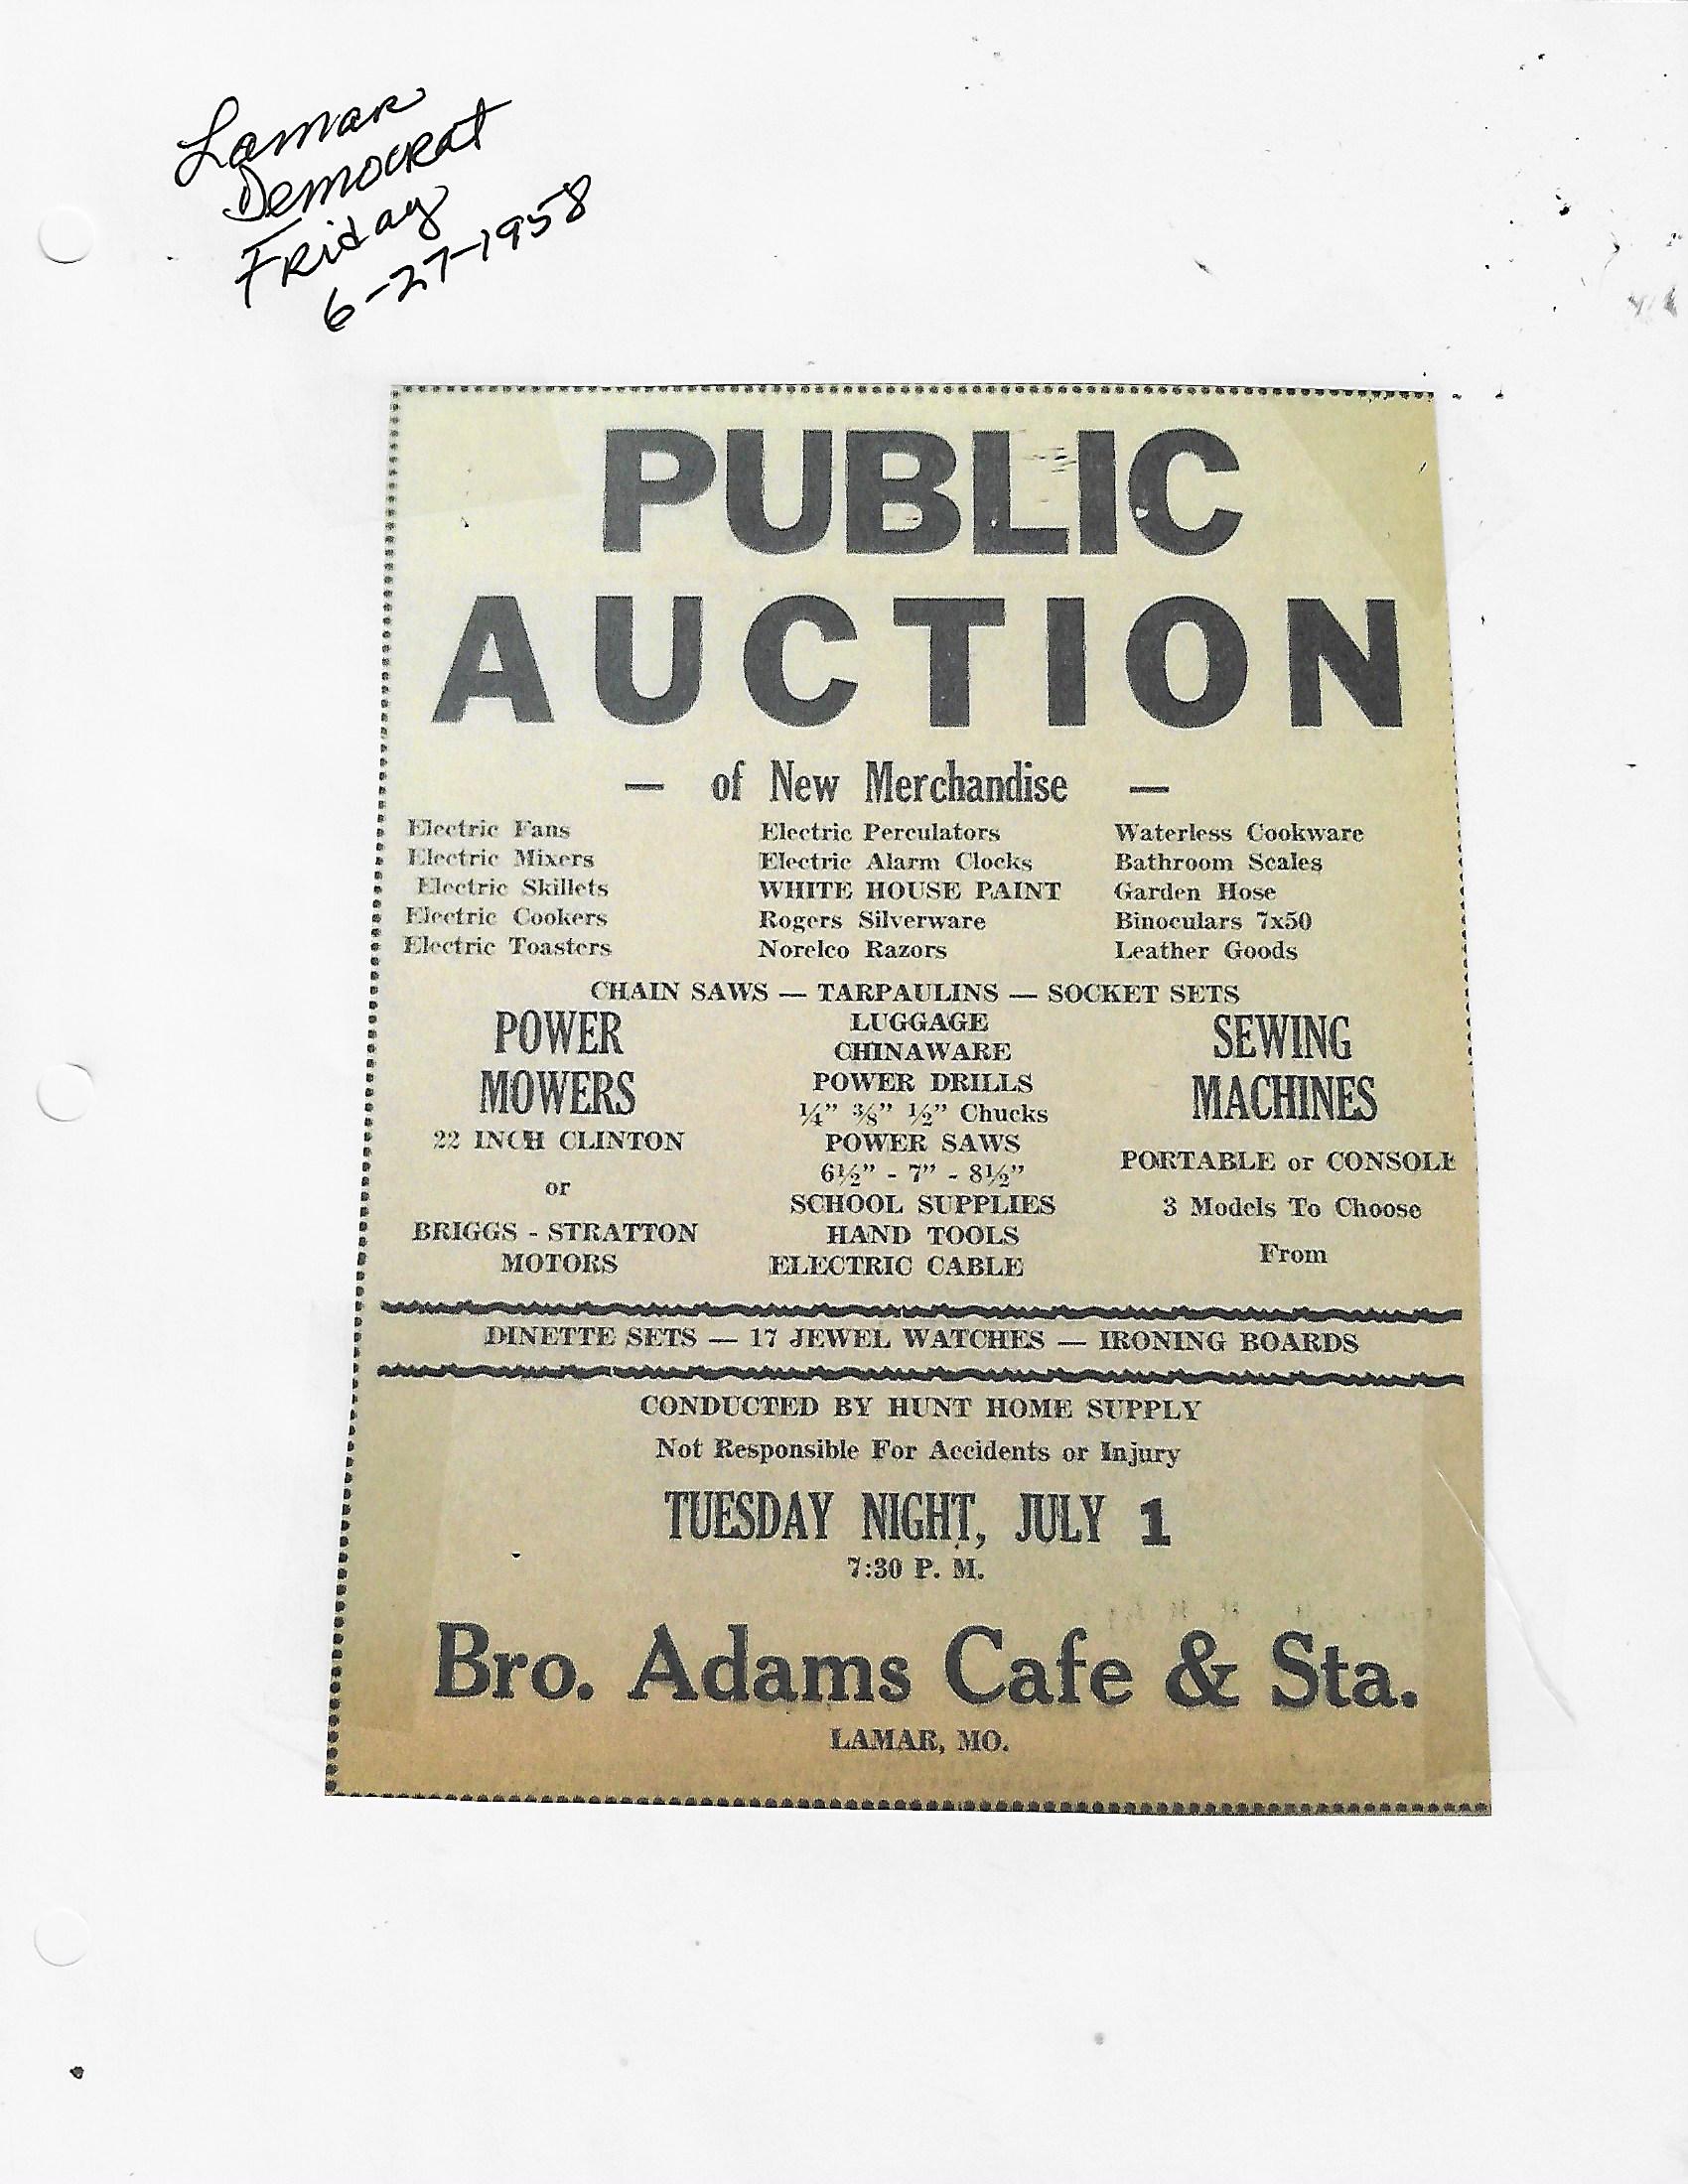 Lamar
Democrat
Friday
6-27-1958
PUBLIC
AUCTION
— of New Merchandise —
Electric Fans
Electric Mixers
Electric Skillets
Electric Cookers
Electric Toasters
Electric Perculators
Electric Alarm Clocks
WHITE HOUSE PAINT
Rogers Silverware
Norelco Razors
Waterless Cookware
Bathroom Scales
Garden Hose
Binoculars 7x50
Leather Goods
CHAIN SAWS — TARPAULINS — SOCKET SETS
POWER
MOWERS
22 INCH CLINTON
or
BRIGGS - STRATTON
MOTORS
LUGGAGE
CHINAWARE
POWER DRILLS
¼” ⅜” ½” Chucks
POWER SAWS
6½” - 7” - 8½”
SCHOOL SUPPLIES
HAND TOOLS
ELECTRIC CABLE
SEWING
MACHINES
PORTABLE or CONSOLE
3 Models To Choose
From
DINETTE SETS — 17 JEWEL WATCHES — IRONING BOARDS
CONDUCTED BY HUNT HOME SUPPLY
Not Responsible For Accidents or Injury
TUESDAY NIGHT, JULY 1
7:30 P. M.
Bro. Adams Cafe & Sta.
LAMAR, MO.